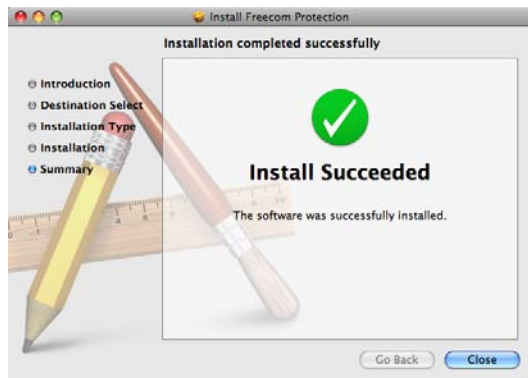 Install Freecom Protection
Installation completed successfully
Introduction
Destination Select
Installation Type
Installation
Summary
Install Succeeded
The software was successfully installed.
Go Back
Close